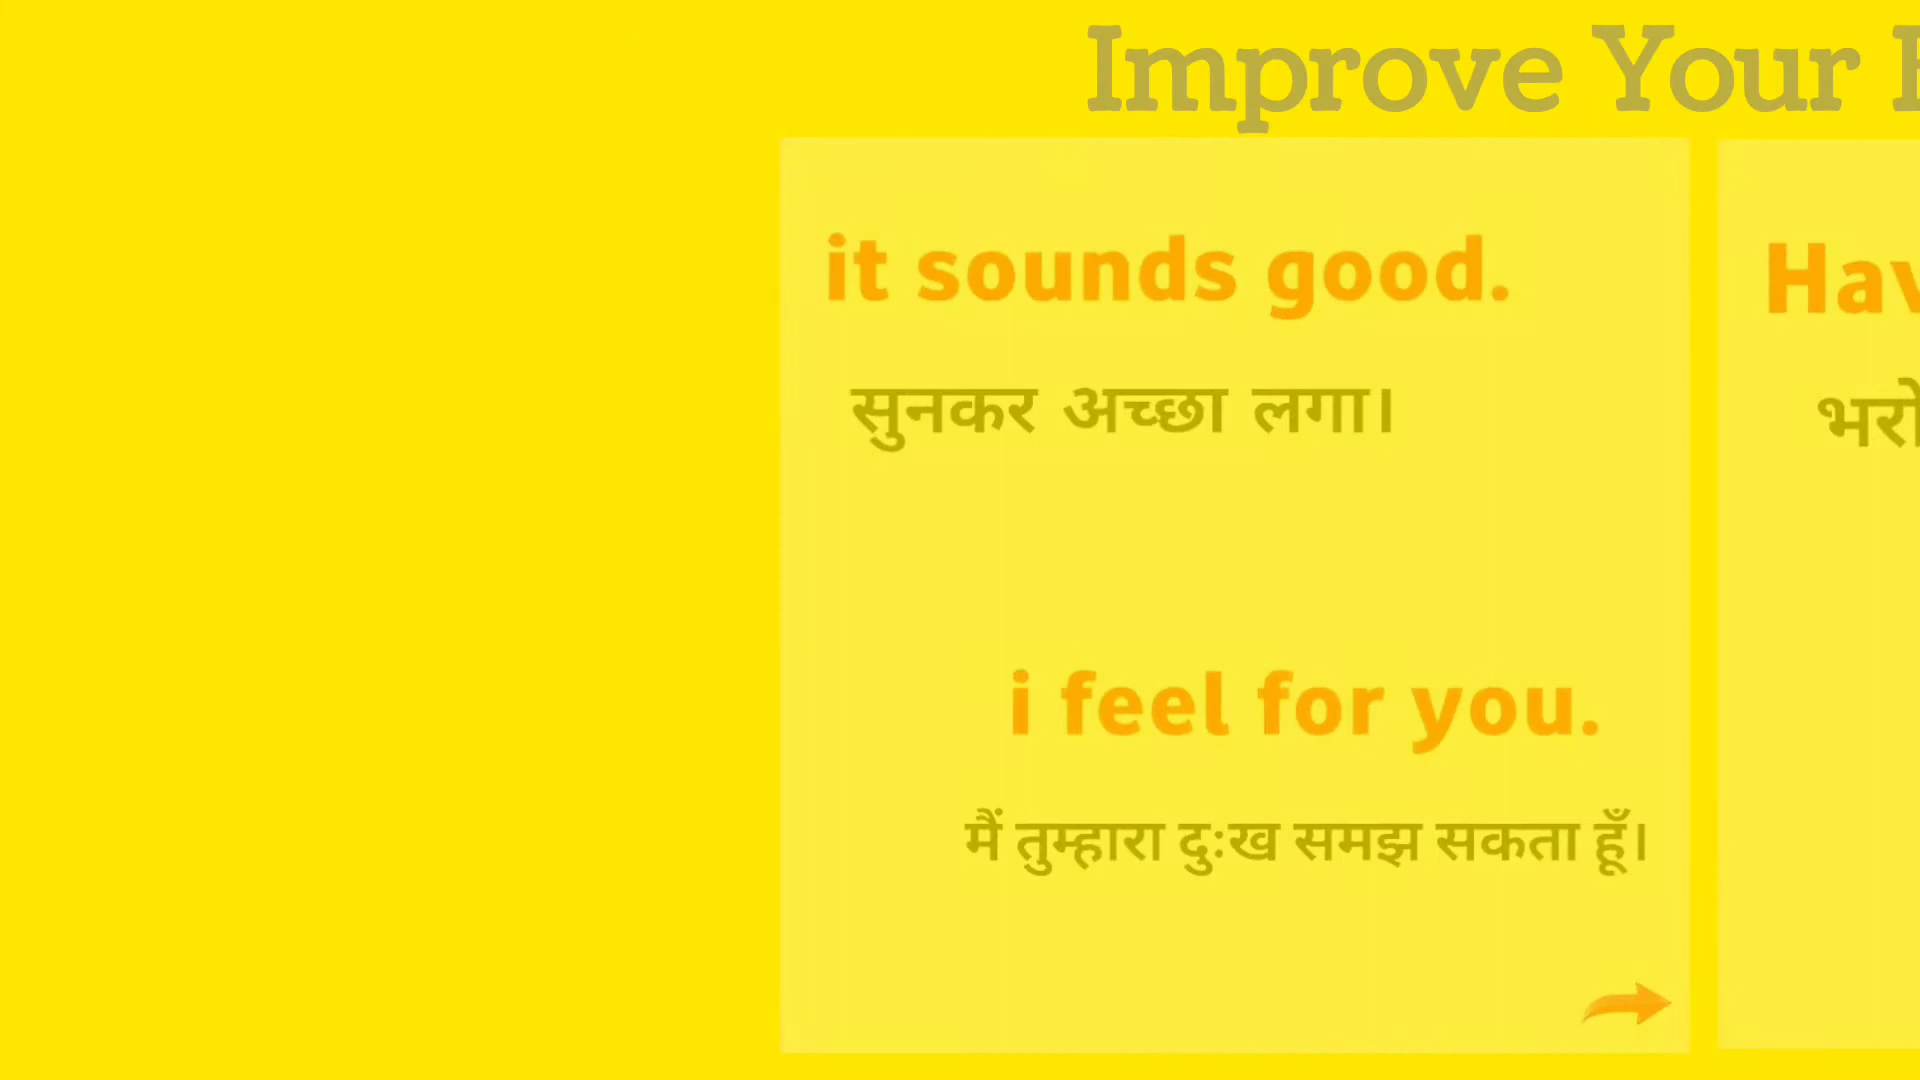 Improve Your
it sounds good.
सुनकर अच्छा लगा।
i feel for you.
मैं तुम्हारा दुःख समझ सकता हूँ।